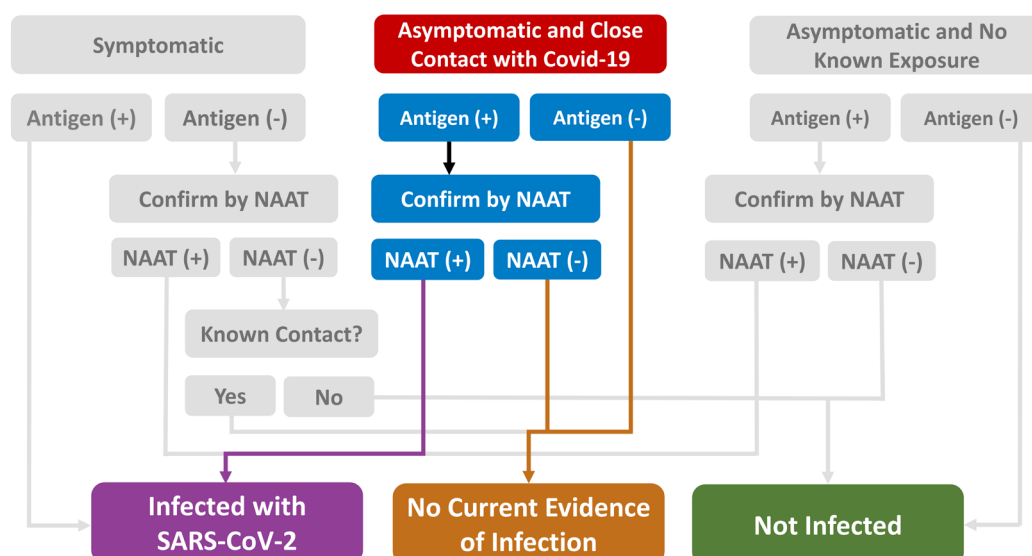 Symptomatic
Asymptomatic and Close
Contact with Covid-19
Asymptomatic and No
Known Exposure
Antigen (+)
Antigen (-)
Antigen (+)
Antigen (-)
Antigen (+)
Antigen (-)
Confirm by NAAT
Confirm by NAAT
Confirm by NAAT
NAAT (+)
NAAT (-)
NAAT (+)
NAAT (-)
NAAT (+)
NAAT (-)
Known Contact?
Yes
No
Infected with
SARS-CoV-2
No Current Evidence
of Infection
Not Infected